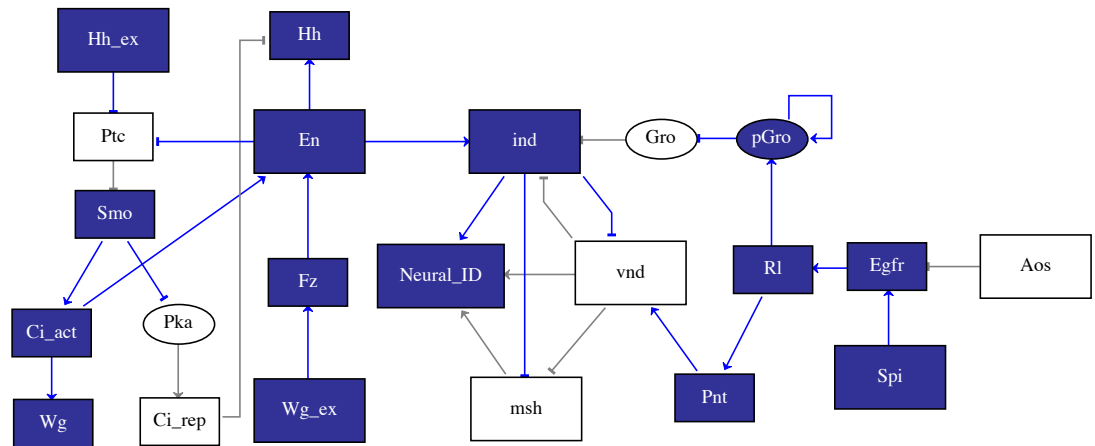 Hh_ex
Hh
Ptc
En
ind
Gro
pGro
Smo
Neural_ID
vnd
Rl
Egfr
Aos
Fz
Ci_act
Pka
Wg
Ci_rep
Wg_ex
msh
Pnt
Spi